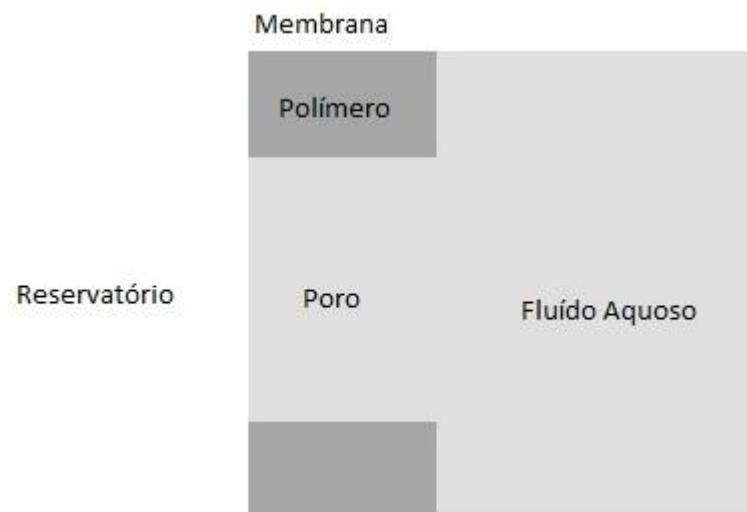 Membrana
Polímero
Reservatório
Poro
Fluído Aquoso